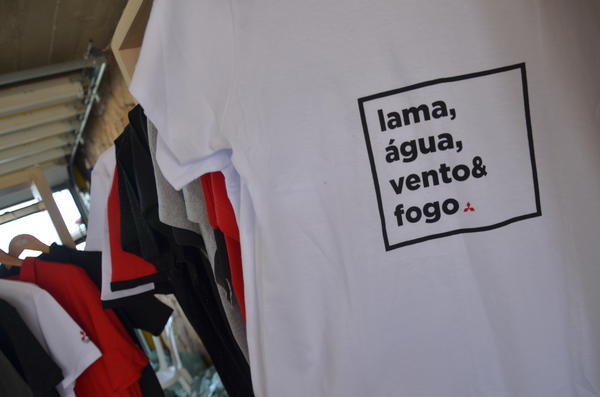 lama,
água,
vento&
fogo